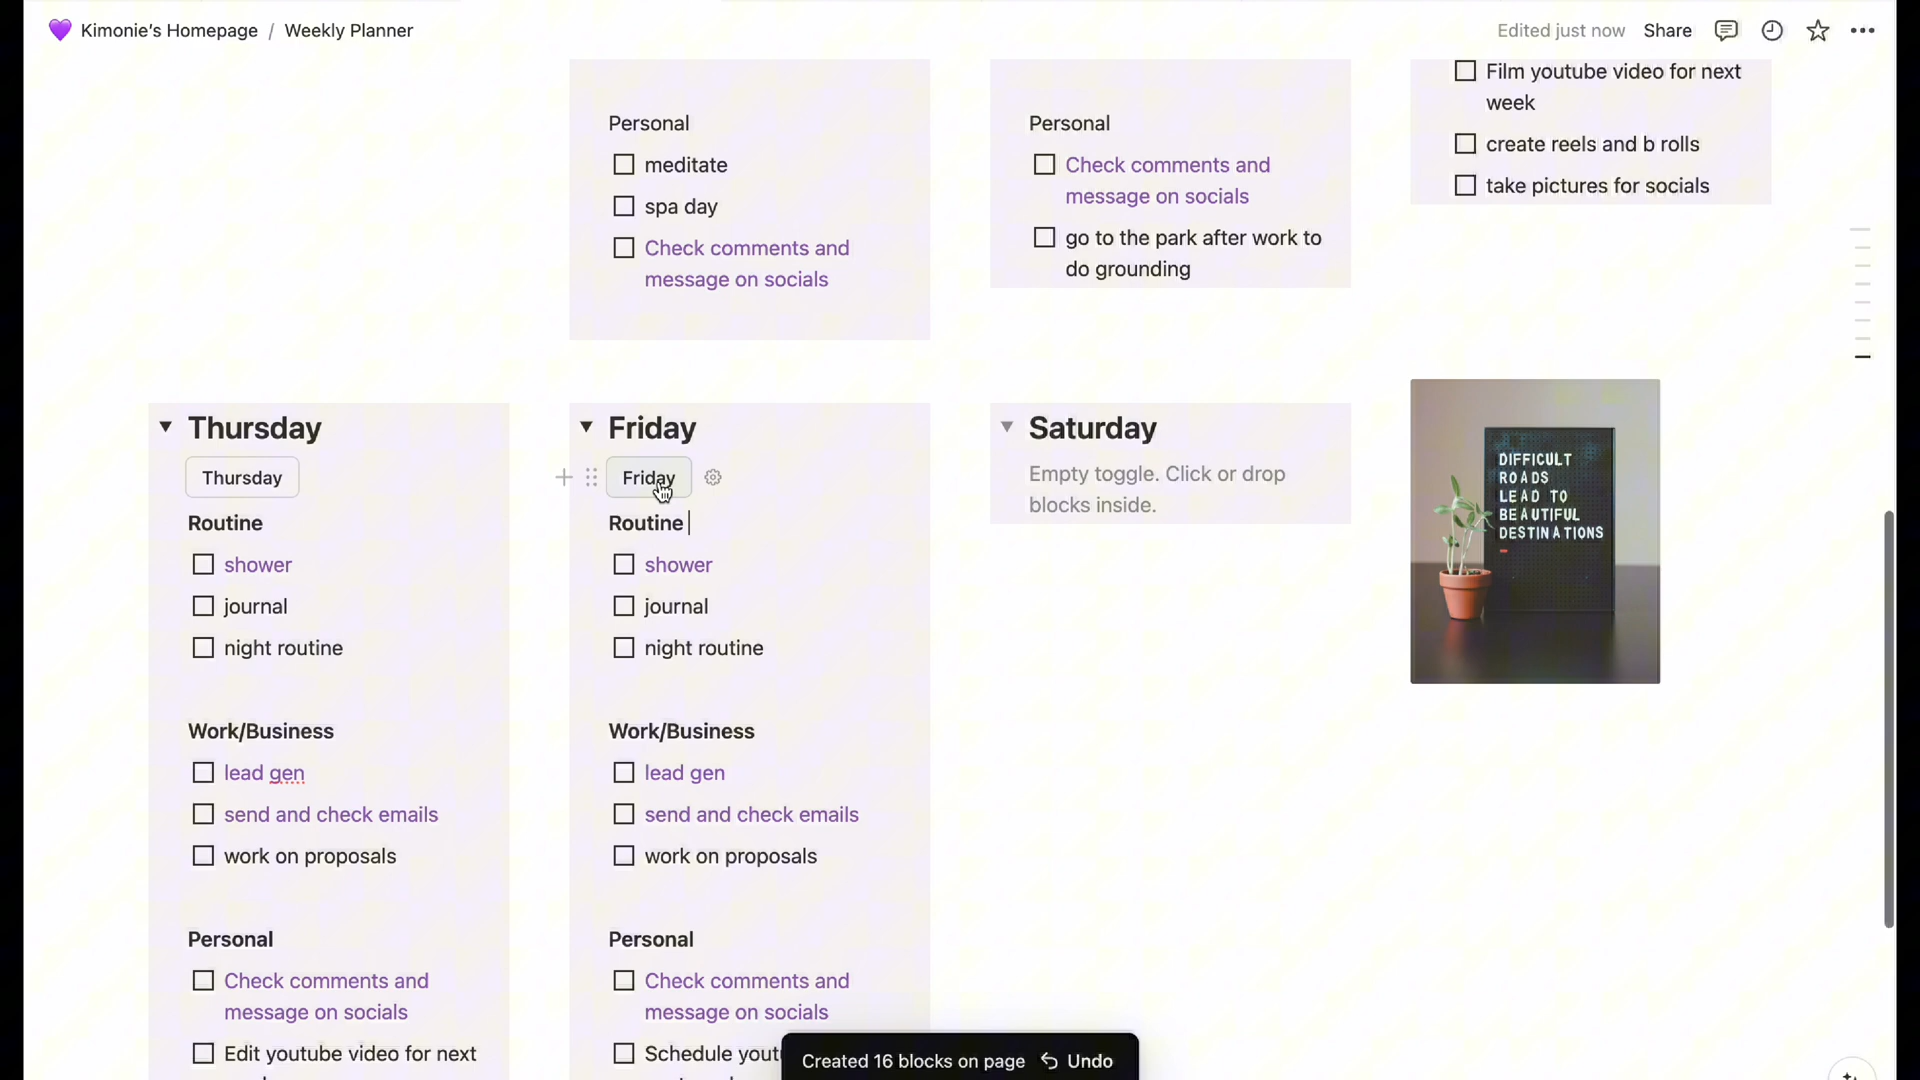 Kimonie's Homepage / Weekly Planner
Edited just now Share
Personal
meditate
spa day
Check comments and
message on socials
Personal
Check comments and
message on socials
go to the park after work to
do grounding
Film youtube video for next
week
create reels and b rolls
take pictures for socials
Thursday
Thursday
Routine
shower
journal
night routine
Work/Business
lead gen
send and check emails
work on proposals
Personal
Check comments and
message on socials
Edit youtube video for next
Friday
Friday
Routine
shower
journal
night routine
Work/Business
lead gen
send and check emails
work on proposals
Personal
Check comments and
message on socials
Schedule
Saturday
Empty toggle. Click or drop
blocks inside.
DIFFICULT
ROADS
LEAD TO
BEAUTIFUL
DESTINATIONS
Created 16 blocks on page Undo